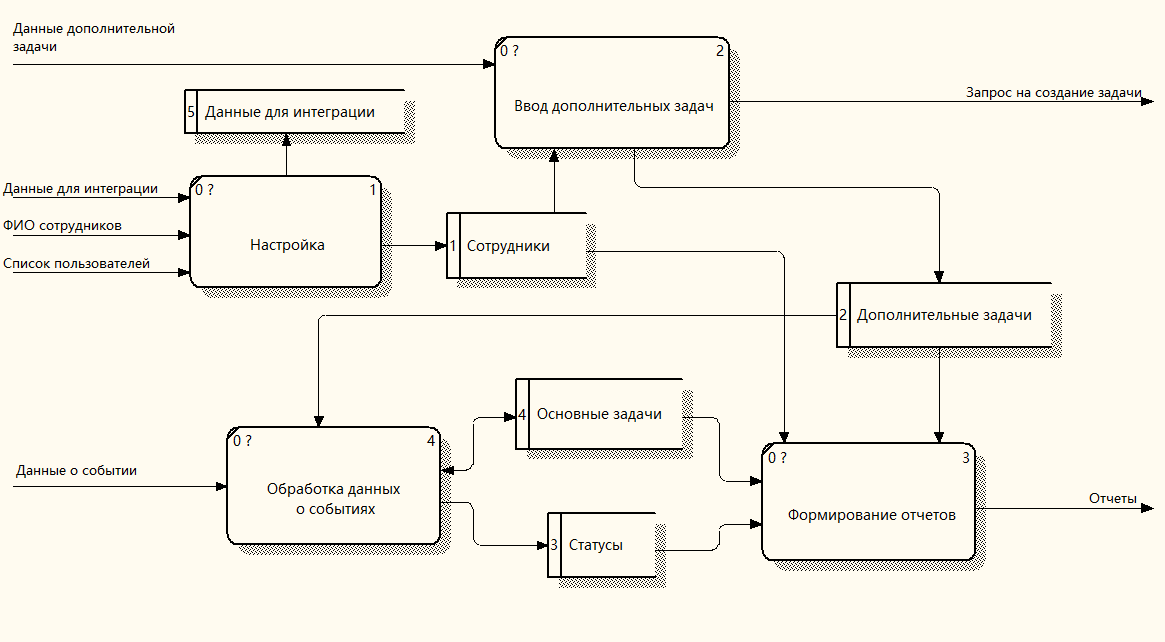 Данные дополнительной
задачи
0 ?
2
Ввод дополнительных задач
Запрос на создание задачи
5
Данные для интеграции
Данные для интеграции
ФИО сотрудников
Список пользователей
0 ?
1
Настройка
1
Сотрудники
2
Дополнительные задачи
4
Основные задачи
Данные о событии
0 ?
4
Обработка данных
о событиях
3
Статусы
0 ?
3
Формирование отчетов
Отчеты